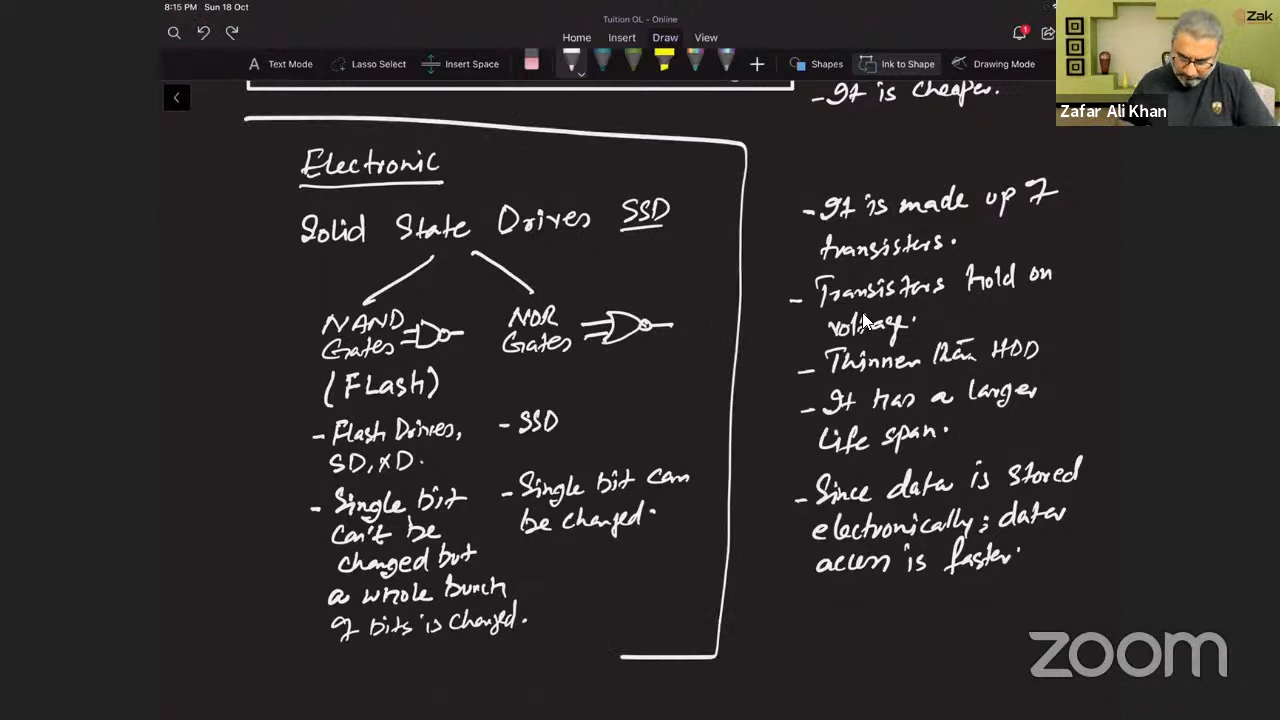 8:15 PM Sun 18 Oct
Tuition OL - Online
Home Insert Draw View
Text Mode Lasso Select Insert Space Shapes Ink to Shape Drawing Mode
1
Zak
Zafar Ali Khan
- It is cheaper.
Electronic
Solid State Drives SSD
NAND Gates
(Flash)
- Flash Drives,
SD, XD.
- Single bit
can't be
changed but
a whole bunch
of bits is changed.
NOR Gates
- SSD
- Single bit can
be changed.
- It is made up of
transisters.
- Transistors hold on
voltage.
- Thinner than HDD
- It has a larger
life span.
- Since data is stored
electronically; data
access is faster.
zoom